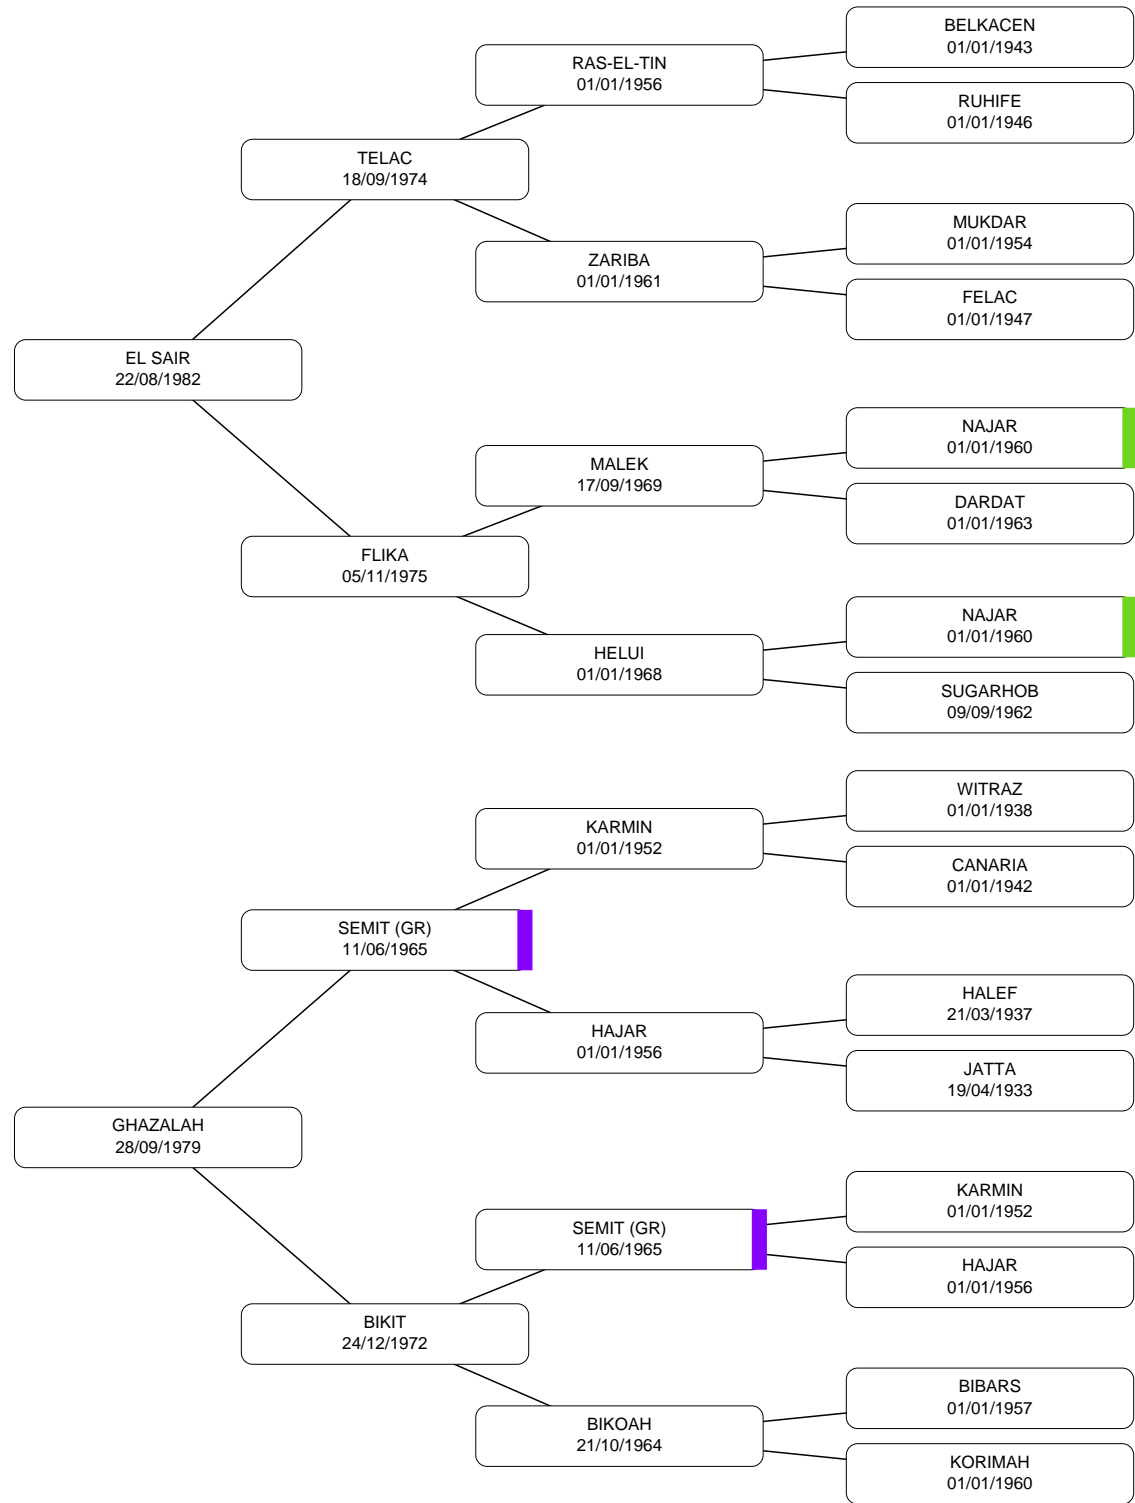 BELKACEN
01/01/1943
RAS-EL-TIN
01/01/1956
RUHIFE
01/01/1946
TELAC
18/09/1974
MUKDAR
01/01/1954
ZARIBA
01/01/1961
FELAC
01/01/1947
EL SAIR
22/08/1982
NAJAR
01/01/1960
MALEK
17/09/1969
DARDAT
01/01/1963
FLIKA
05/11/1975
NAJAR
01/01/1960
HELUI
01/01/1968
SUGARHOB
09/09/1962
WITRAZ
01/01/1938
KARMIN
01/01/1952
CANARIA
01/01/1942
SEMIT (GR)
11/06/1965
HALEF
21/03/1937
HAJAR
01/01/1956
JATTA
19/04/1933
GHAZALAH
28/09/1979
KARMIN
01/01/1952
SEMIT (GR)
11/06/1965
HAJAR
01/01/1956
BIKIT
24/12/1972
BIBARS
01/01/1957
BIKOAH
21/10/1964
KORIMAH
01/01/1960